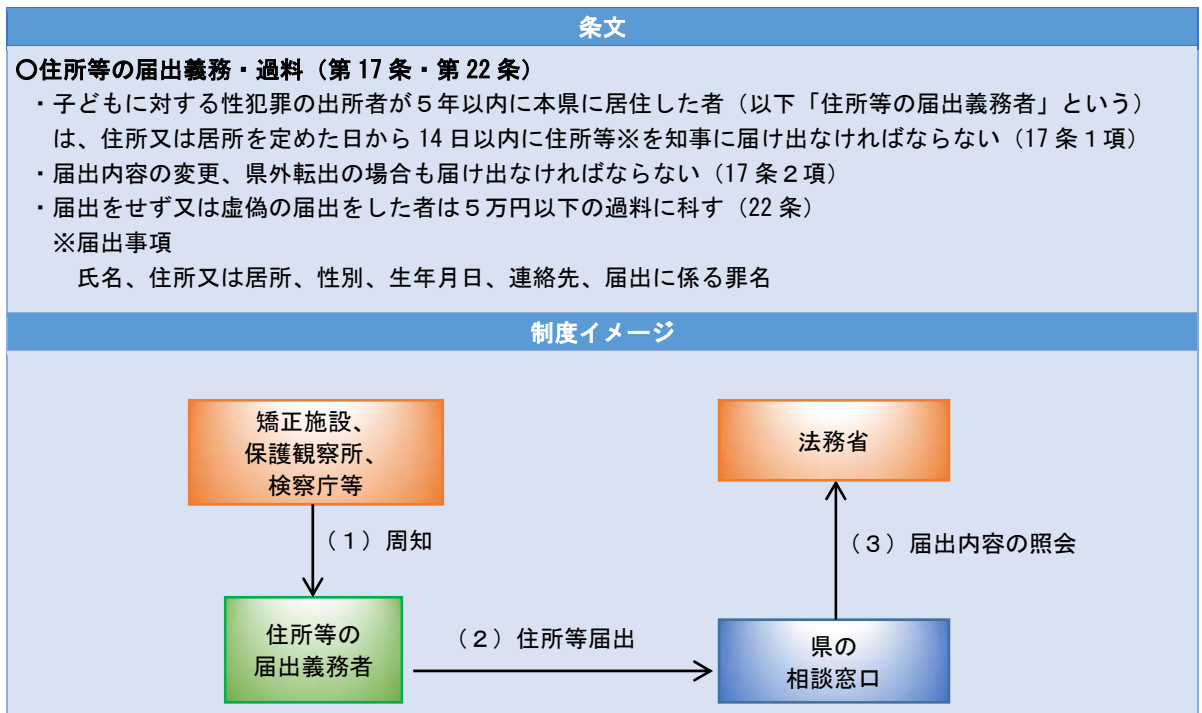 条文
〇住所等の届出義務・過料（第17条・第22条）
・子どもに対する性犯罪の出所者が５年以内に本県に居住した者（以下「住所等の届出義務者」という）
は、住所又は居所を定めた日から14日以内に住所等※を知事に届け出なければならない（17条１項）
・届出内容の変更、県外転出の場合も届け出なければならない（17条２項）
・届出をせず又は虚偽の届出をした者は５万円以下の過料に科す（22条）
※届出事項
氏名、住所又は居所、性別、生年月日、連絡先、届出に係る罪名
制度イメージ
矯正施設、
保護観察所、
検察庁等
法務省
（１）周知
（３）届出内容の照会
住所等の
届出義務者
（２）住所等届出
県の
相談窓口